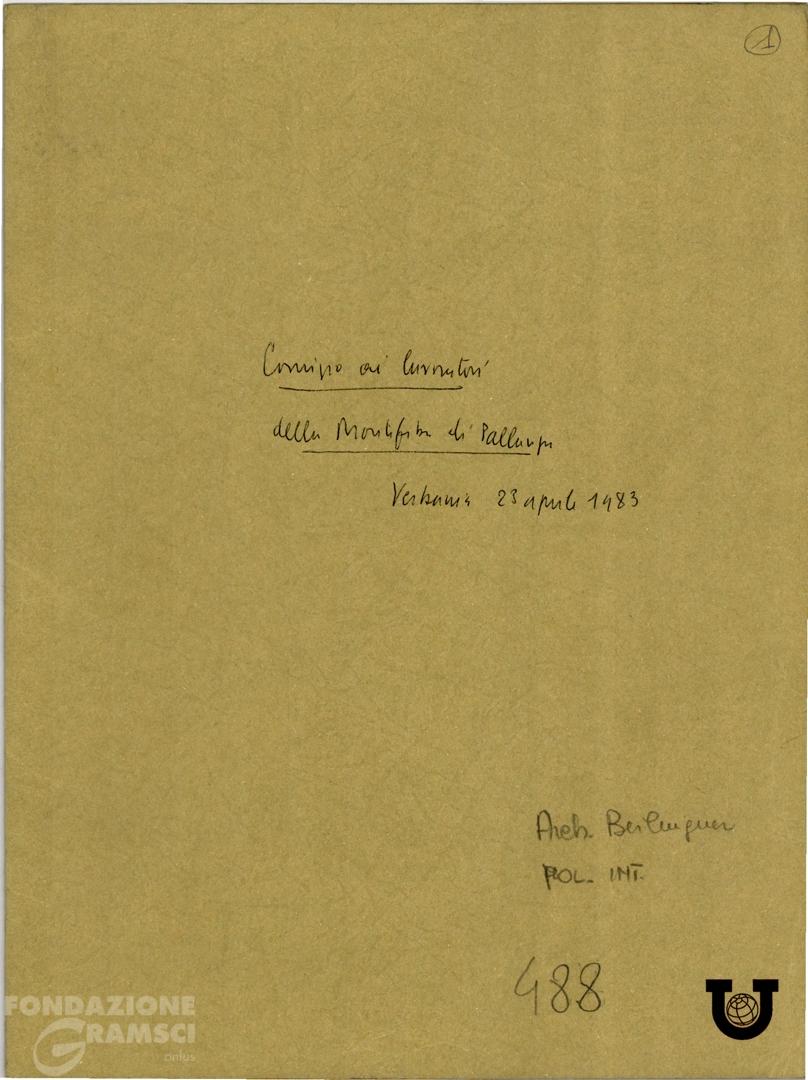 1
Comizio ai lavoratori
della Montefibre di Pallanza
Verbania 23 aprile 1983
Arch. Berlinguer
POL. INT.
488
FONDAZIONE
GRAMSCI
onlus
U